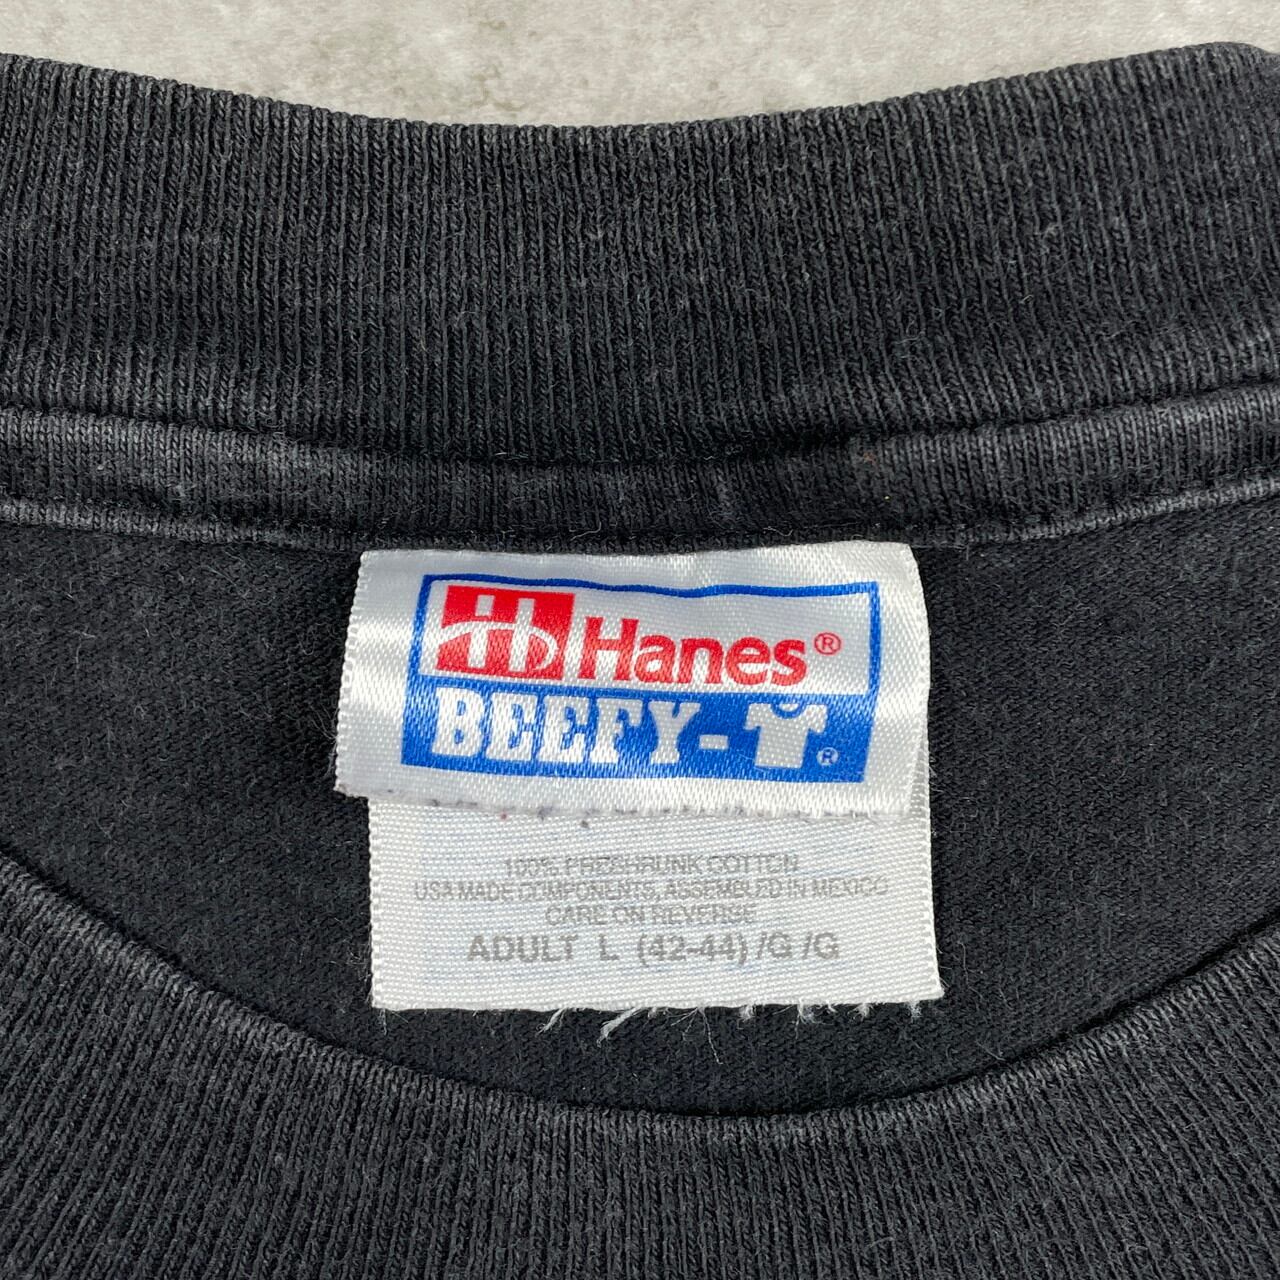 Hanes®
BEEFY-®
100% PRESHRUNK COTTON
USA MADE COMPONENTS, ASSEMBLED IN MEXICO
CARE ON REVERSE
ADULT L (42-44) /G /G